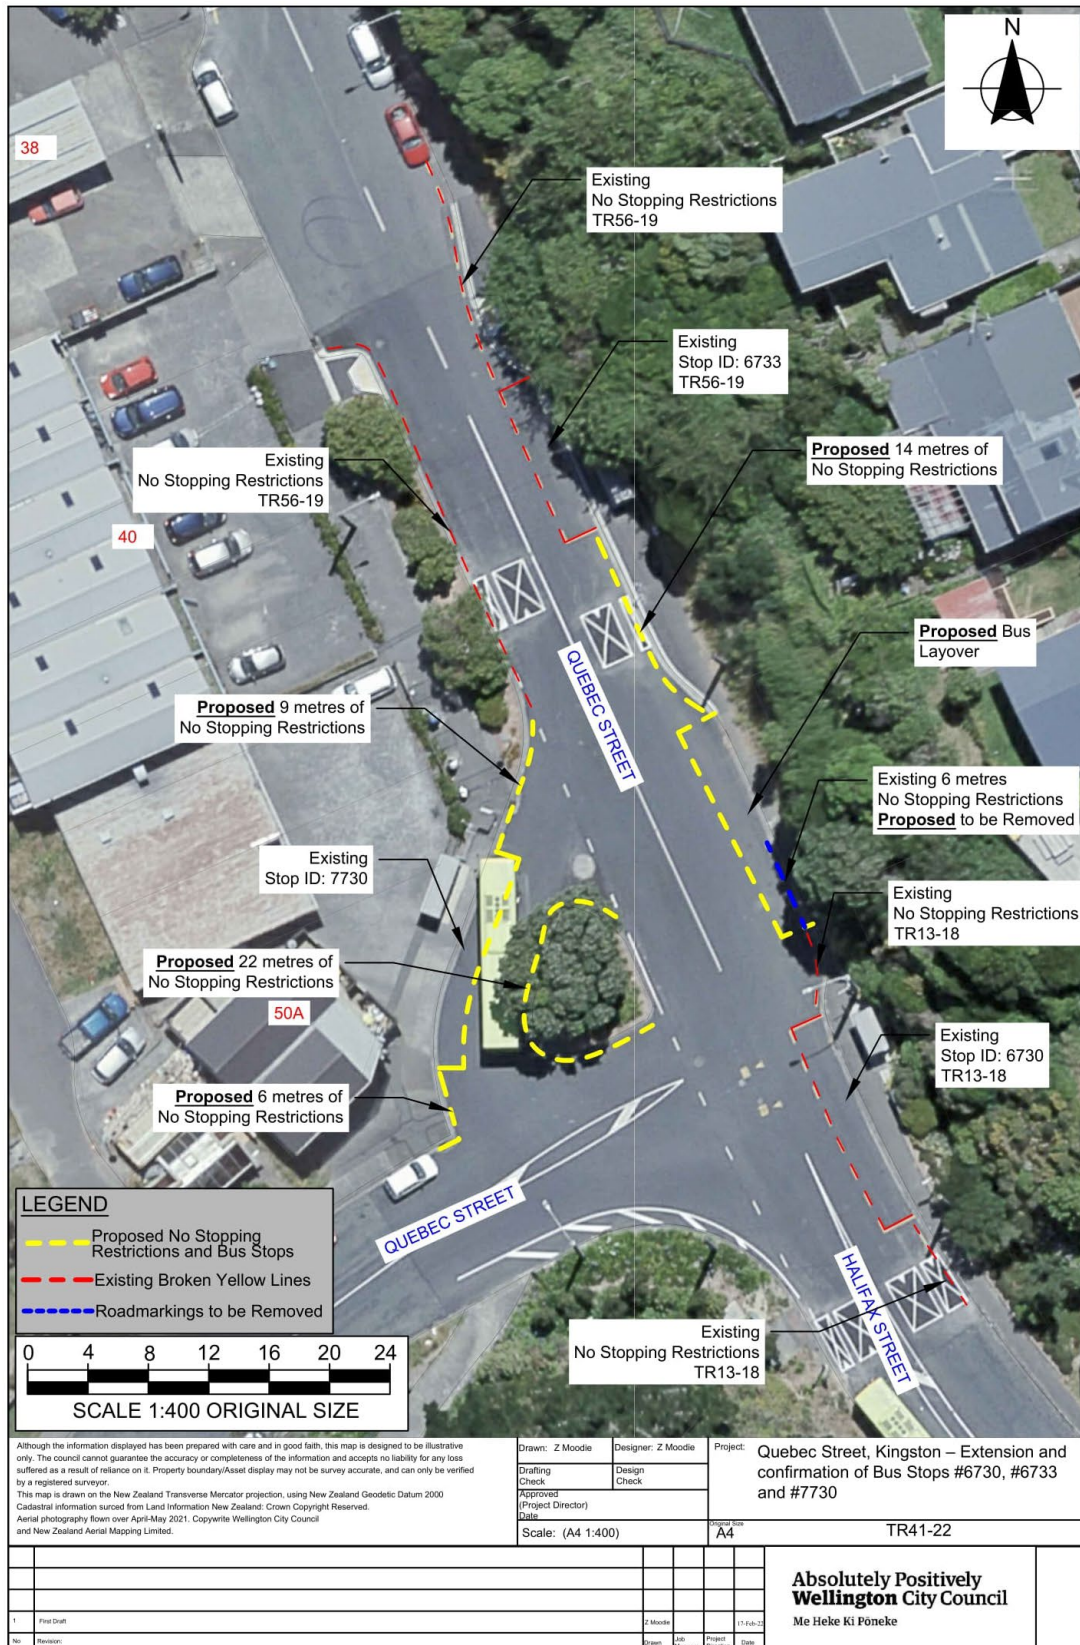 N
38
Existing
No Stopping Restrictions
TR56-19
Existing
Stop ID: 6733
TR56-19
Proposed 14 metres of
No Stopping Restrictions
Existing
No Stopping Restrictions
TR56-19
40
Proposed Bus
Layover
QUEBEC STREET
Proposed 9 metres of
No Stopping Restrictions
Existing 6 metres
No Stopping Restrictions
Proposed to be Removed
Existing
Stop ID: 7730
Existing
No Stopping Restrictions
TR13-18
Proposed 22 metres of
No Stopping Restrictions
50A
Existing
Stop ID: 6730
TR13-18
Proposed 6 metres of
No Stopping Restrictions
QUEBEC STREET
HALIFAX STREET
Existing
No Stopping Restrictions
TR13-18
LEGEND
Proposed No Stopping
Restrictions and Bus Stops
Existing Broken Yellow Lines
Roadmarkings to be Removed
0 4 8 12 16 20 24
SCALE 1:400 ORIGINAL SIZE
Although the information displayed has been prepared with care and in good faith, this map is designed to be illustrative
only. The council cannot guarantee the accuracy or completeness of the information and accepts no liability for any loss
suffered as a result of reliance on it. Property boundary/Asset display may not be survey accurate, and can only be verified
by a registered surveyor.
This map is drawn on the New Zealand Transverse Mercator projection, using New Zealand Geodetic Datum 2000
Cadastral information surced from Land Information New Zealand: Crown Copyright Reserved.
Aerial photography flown over April-May 2021. Copywrite Wellington City Council
and New Zealand Aerial Mapping Limited.
Drawn: Z Moodie
Designer: Z Moodie
Drafting
Check
Design
Check
Approved
(Project Director)
Date
Scale: (A4 1:400)
Project:
Quebec Street, Kingston – Extension and
confirmation of Bus Stops #6730, #6733
and #7730
Original Size
A4
TR41-22
1 First Draft Z Moodie 17-Feb-22
No Revision: Drawn Job Project Date
Absolutely Positively
Wellington City Council
Me Heke Ki Pōneke